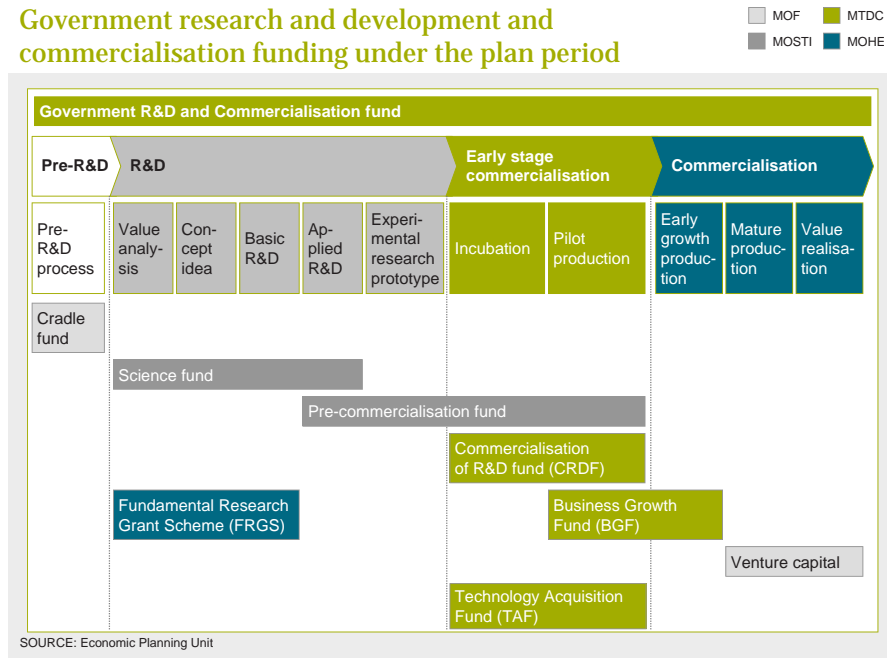 Government research and development and
commercialisation funding under the plan period
MOF
MTDC
MOSTI
MOHE
Government R&D and Commercialisation fund
Pre-R&D
R&D
Early stage
commercialisation
Commercialisation
Pre-
R&D
process
Value
analy-
sis
Con-
cept
idea
Basic
R&D
Ap-
plied
R&D
Experi-
mental
research
prototype
Incubation
Pilot
production
Early
growth
produc-
tion
Mature
produc-
tion
Value
realisa-
tion
Cradle
fund
Science fund
Pre-commercialisation fund
Commercialisation
of R&D fund (CRDF)
Fundamental Research
Grant Scheme (FRGS)
Business Growth
Fund (BGF)
Venture capital
Technology Acquisition
Fund (TAF)
SOURCE: Economic Planning Unit